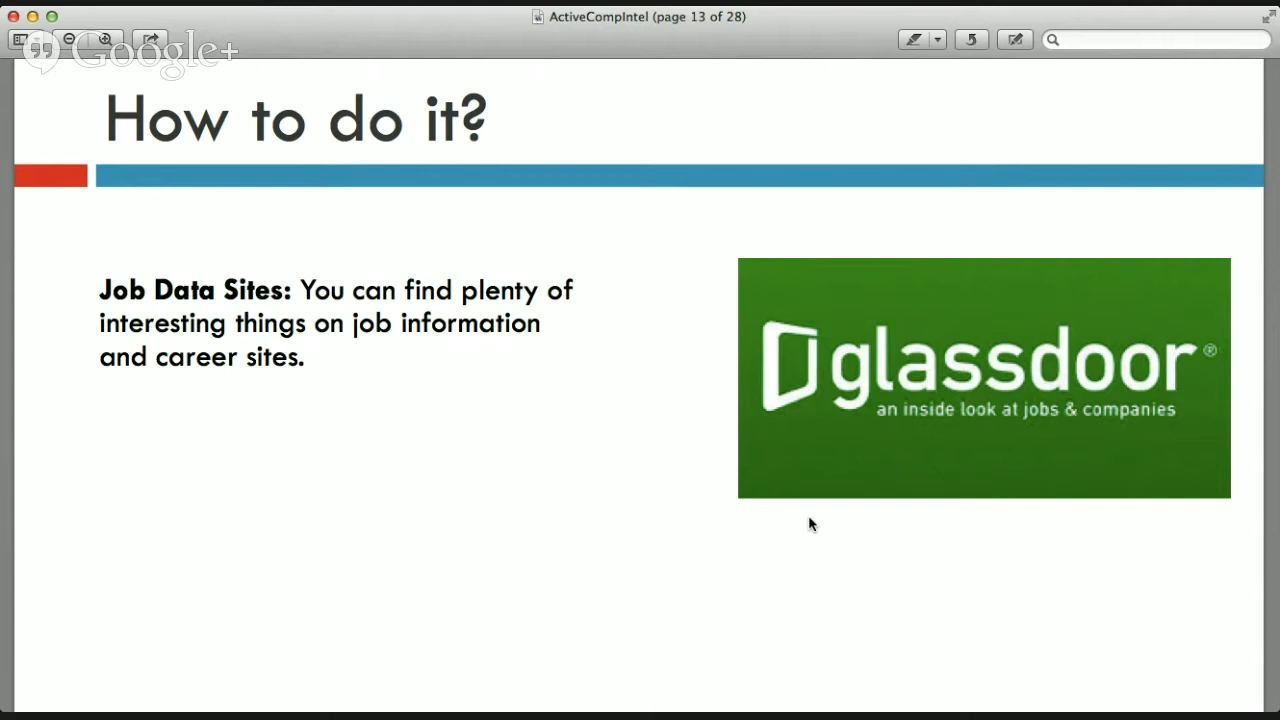 ActiveCompIntel (page 13 of 28)
Google+
How to do it?
Job Data Sites: You can find plenty of
interesting things on job information
and career sites.
glassdoor®
an inside look at jobs & companies